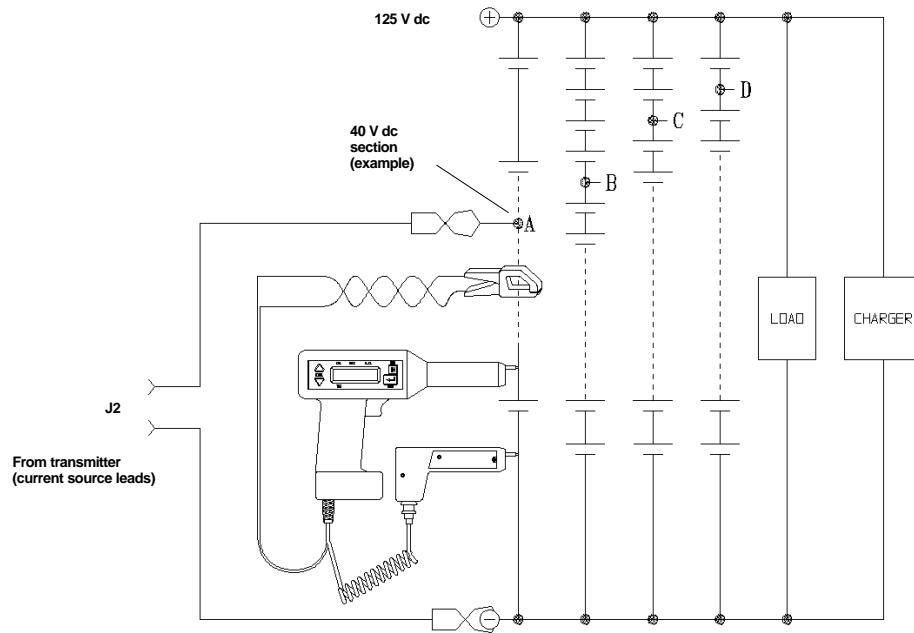 125 V dc
D
C
40 V dc
section
(example)
B
A
LOAD
CHARGER
J2
From transmitter
(current source leads)